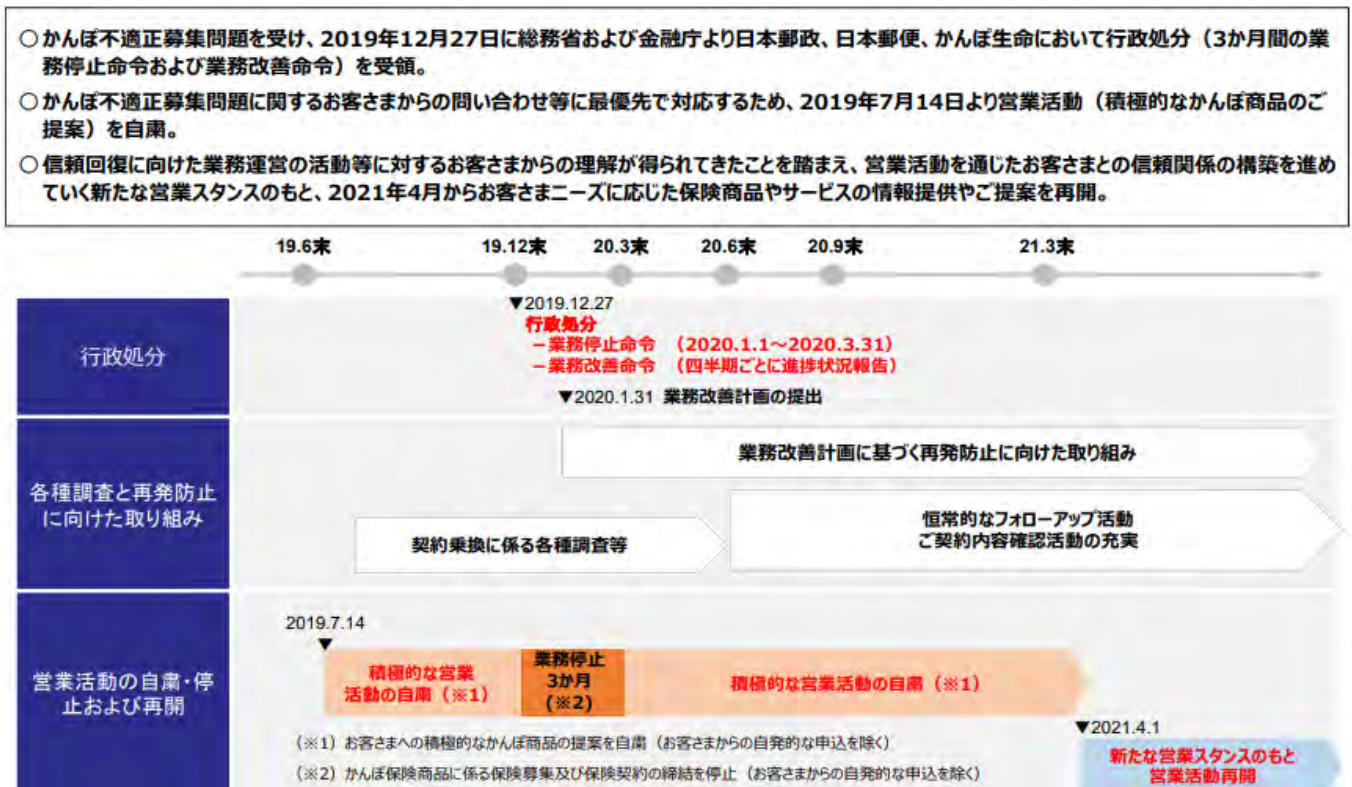 ○かんぽ不適正募集問題を受け、2019年12月27日に総務省および金融庁より日本郵政、日本郵便、かんぽ生命において行政処分（3か月間の業
務停止命令および業務改善命令）を受領。
○かんぽ不適正募集問題に関するお客さまからの問い合わせ等に最優先で対応するため、2019年7月14日より営業活動（積極的なかんぽ商品のご
提案）を自粛。
○信頼回復に向けた業務運営の活動等に対するお客さまからの理解が得られてきたことを踏まえ、営業活動を通じたお客さまとの信頼関係の構築を進め
ていく新たな営業スタンスのもと、2021年4月からお客さまニーズに応じた保険商品やサービスの情報提供やご提案を再開。
19.6末 19.12末 20.3末 20.6末 20.9末 21.3末
行政処分
▼2019.12.27
行政処分
－業務停止命令 （2020.1.1～2020.3.31）
－業務改善命令 （四半期ごとに進捗状況報告）
▼2020.1.31 業務改善計画の提出
各種調査と再発防止
に向けた取り組み
業務改善計画に基づく再発防止に向けた取り組み
契約乗換に係る各種調査等
恒常的なフォローアップ活動
ご契約内容確認活動の充実
営業活動の自粛・停
止および再開
2019.7.14
▼
積極的な営業
活動の自粛（※1）
業務停止
3か月
(※2)
積極的な営業活動の自粛（※1）
▼2021.4.1
新たな営業スタンスのもと
営業活動再開
（※1）お客さまへの積極的なかんぽ商品の提案を自粛（お客さまからの自発的な申込を除く）
（※2）かんぽ保険商品に係る保険募集及び保険契約の締結を停止（お客さまからの自発的な申込を除く）